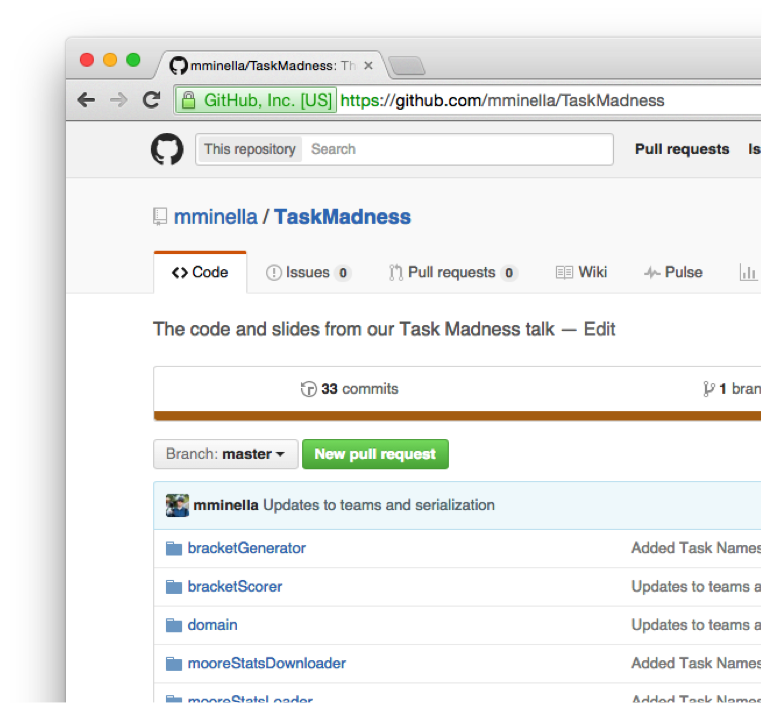 mminella/TaskMadness: Th
GitHub, Inc. [US] https://github.com/mminella/TaskMadness
This repository Search Pull requests Is
mminella / TaskMadness
Code Issues 0 Pull requests 0 Wiki Pulse
The code and slides from our Task Madness talk — Edit
33 commits 1 bran
Branch: master New pull request
mminella Updates to teams and serialization
bracketGenerator Added Task Names
bracketScorer Updates to teams a
domain Updates to teams a
mooreStatsDownloader Added Task Names
mooreStatsLoader Added Task Names